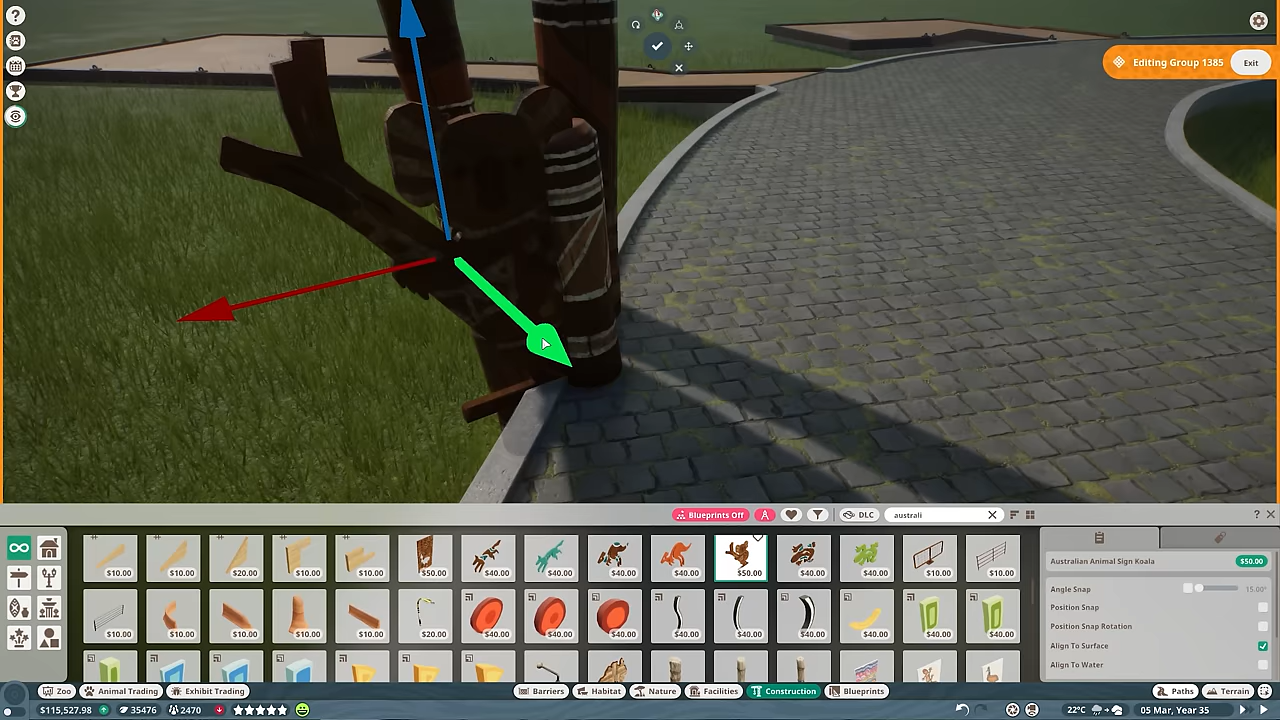 Editing Group 1385
Exit
Blueprints Off
DLC
australi
$10.00 $10.00 $20.00 $10.00 $10.00 $50.00 $40.00 $40.00 $40.00 $40.00 $50.00 $40.00 $40.00 $10.00 $10.00
$10.00 $10.00 $10.00 $10.00 $10.00 $20.00 $40.00 $40.00 $40.00 $40.00 $40.00 $40.00 $40.00 $40.00 $40.00
Australian Animal Sign Koala $50.00
Angle Snap 15.00°
Position Snap
Position Snap Rotation
Align To Surface
Align To Water
Zoo Animal Trading Exhibit Trading Barriers Habitat Nature Facilities Construction Blueprints Paths Terrain
$115,527.98 35476 2470 22°C 05 Mar, Year 35